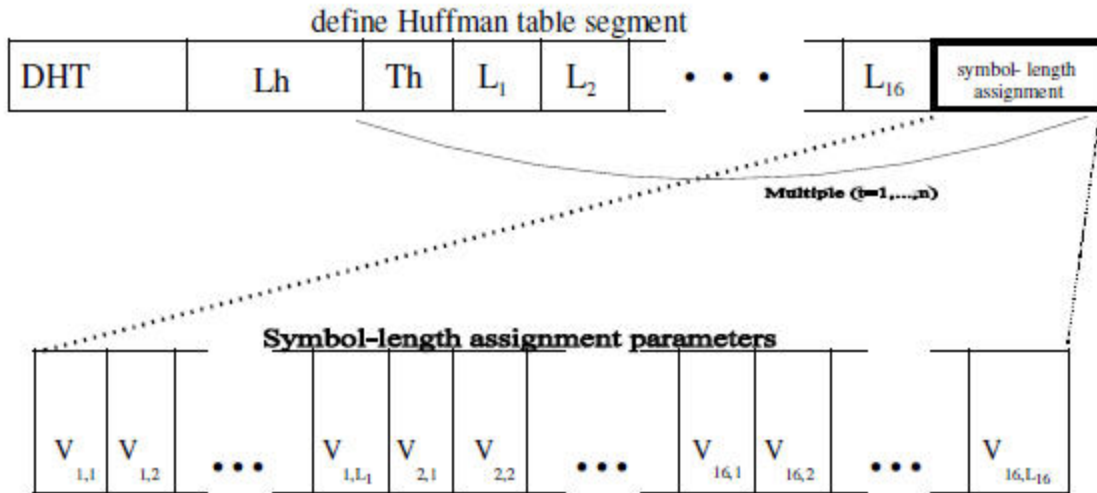 define Huffman table segment
DHT Lh Th L1 L2 • • • L16 symbol- length
assignment
Multiple (t=1,...,n)
Symbol-length assignment parameters
V1,1 V1,2 ••• V1,L1 V2,1 V2,2 ••• V16,1 V16,2 ••• V16,L16